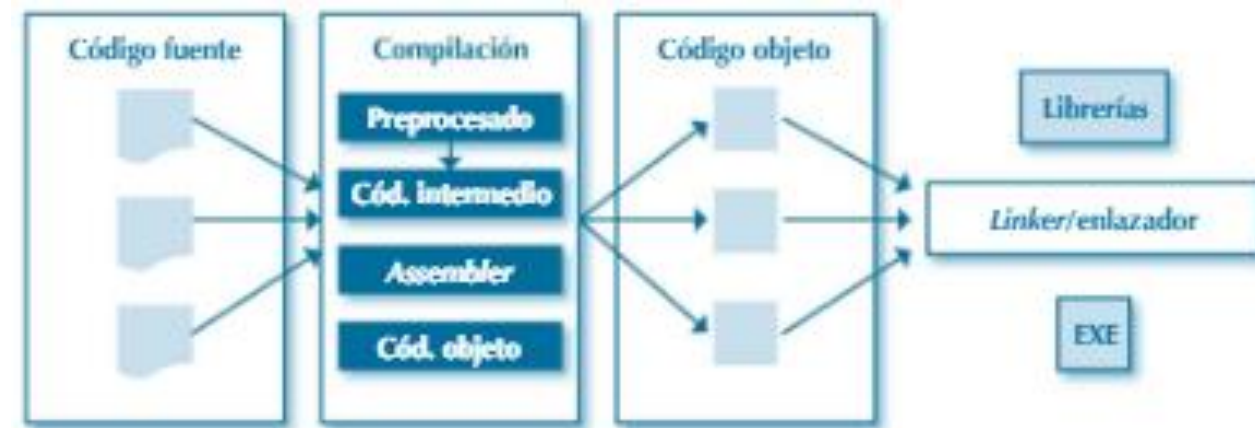 Código fuente
Compilación
Preprocesado
Cód. intermedio
Assembler
Cód. objeto
Código objeto
Librerías
Linker/enlazador
EXE